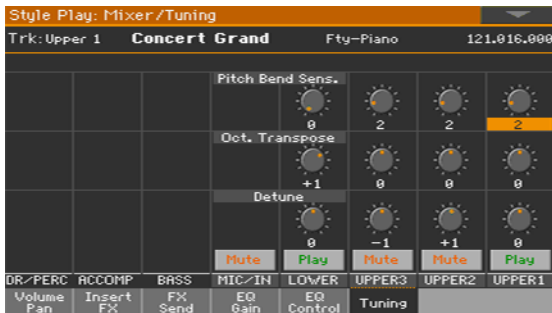 Style Play: Mixer/Tuning
Trk:Upper 1 Concert Grand Fty-Piano 121.016.000
Pitch Bend Sens.
0 2 2 2
Oct. Transpose
+1 0 0 0
Detune
0 -1 +1 0
Mute Play Mute Mute Play
DR/PERC ACCOMP BASS MIC/IN LOWER UPPER3 UPPER2 UPPER1
Volume Pan Insert FX FX Send EQ Gain EQ Control Tuning